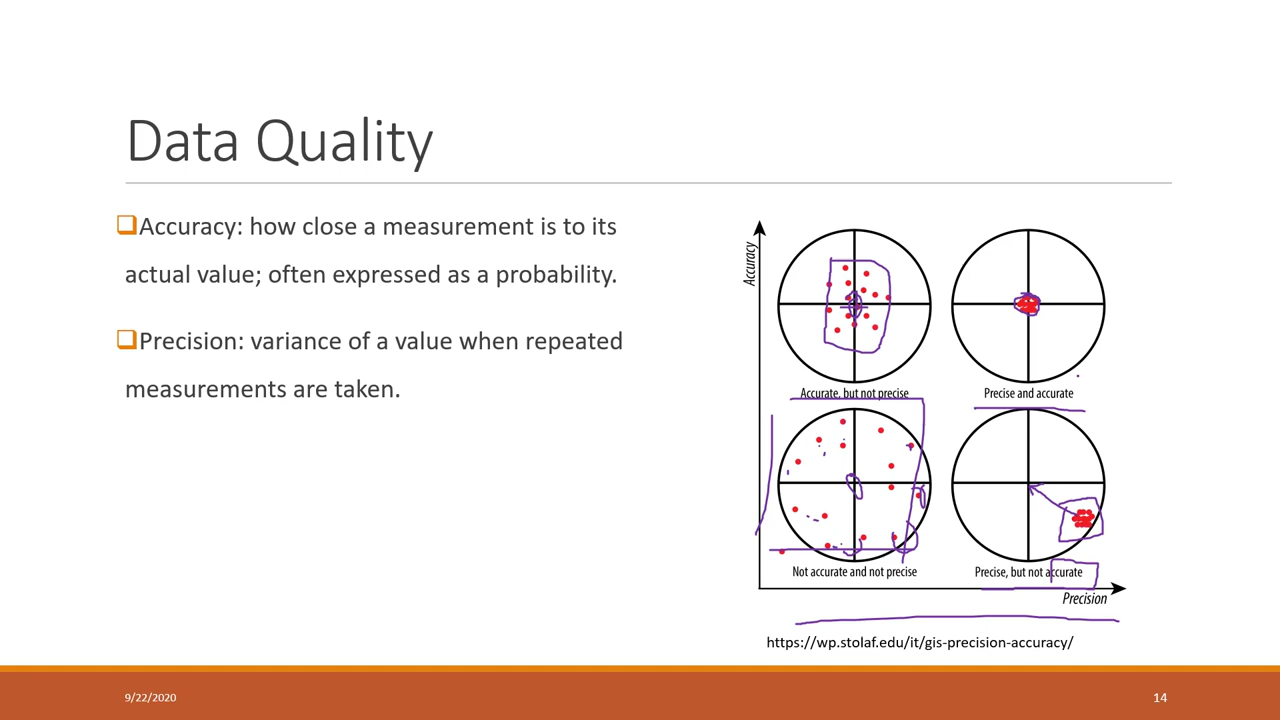 Data Quality
Accuracy: how close a measurement is to its
actual value; often expressed as a probability.
Precision: variance of a value when repeated
measurements are taken.
Accuracy
Accurate, but not precise
Precise and accurate
Not accurate and not precise
Precise, but not accurate
Precision
https://wp.stolaf.edu/it/gis-precision-accuracy/
9/22/2020
14